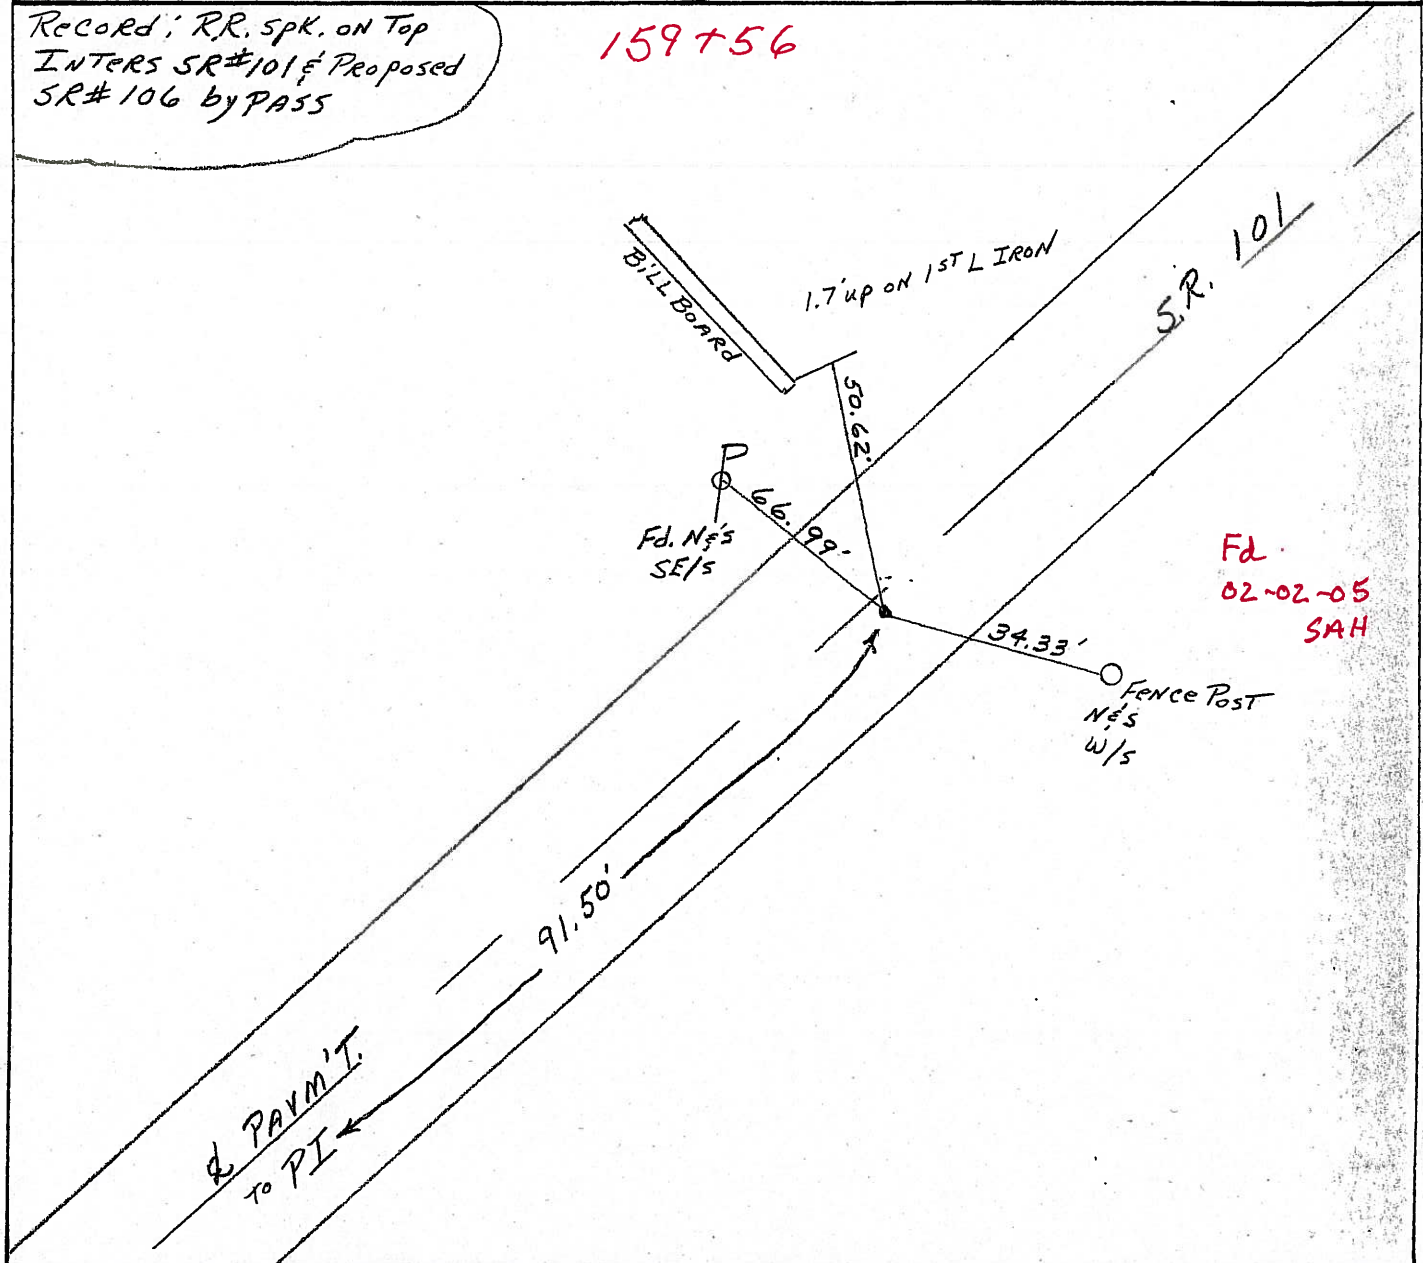 Record; R.R. Spk. on Top
Inters SR#101 & Proposed
SR# 106 by Pass
159+56
S.R. 101
Bill Board
1.7' up on 1ST L Iron
50.62'
P
66.99'
Fd. N&S
SE/s
Fd.
02-02-05
SAH
34.33'
Fence Post
N&S
W/s
91.50'
℄ Pavm't.
to PI